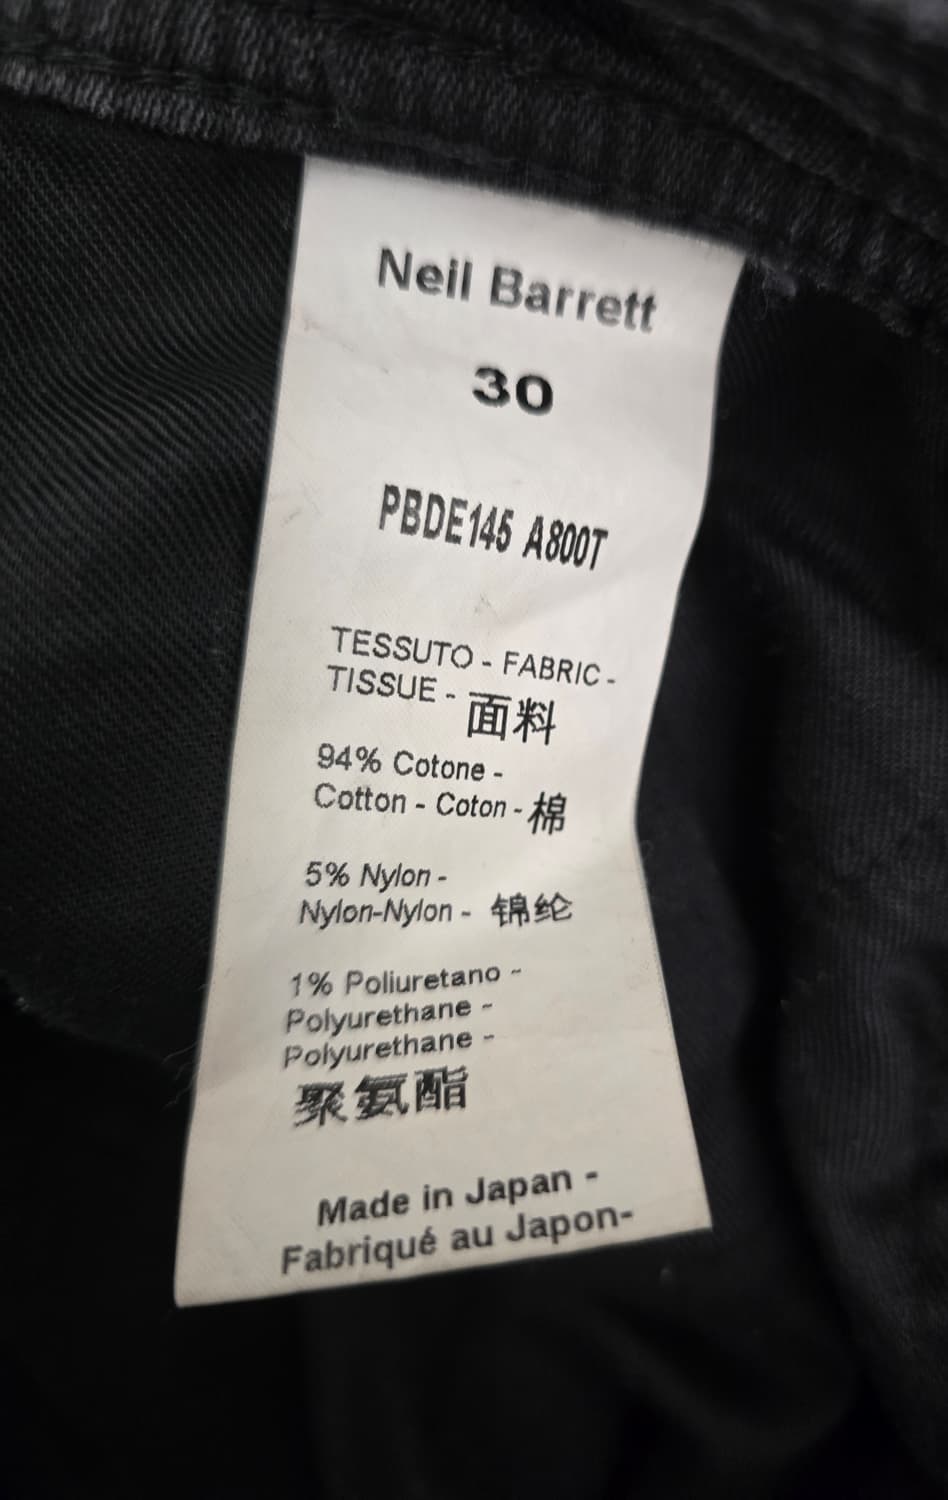 Neil Barrett
30
PBDE145 A800T
TESSUTO - FABRIC -
TISSUE - 面料
94% Cotone -
Cotton - Coton - 棉
5% Nylon -
Nylon-Nylon - 锦纶
1% Poliuretano -
Polyurethane -
Polyurethane -
聚氨酯
Made in Japan -
Fabriqué au Japon-